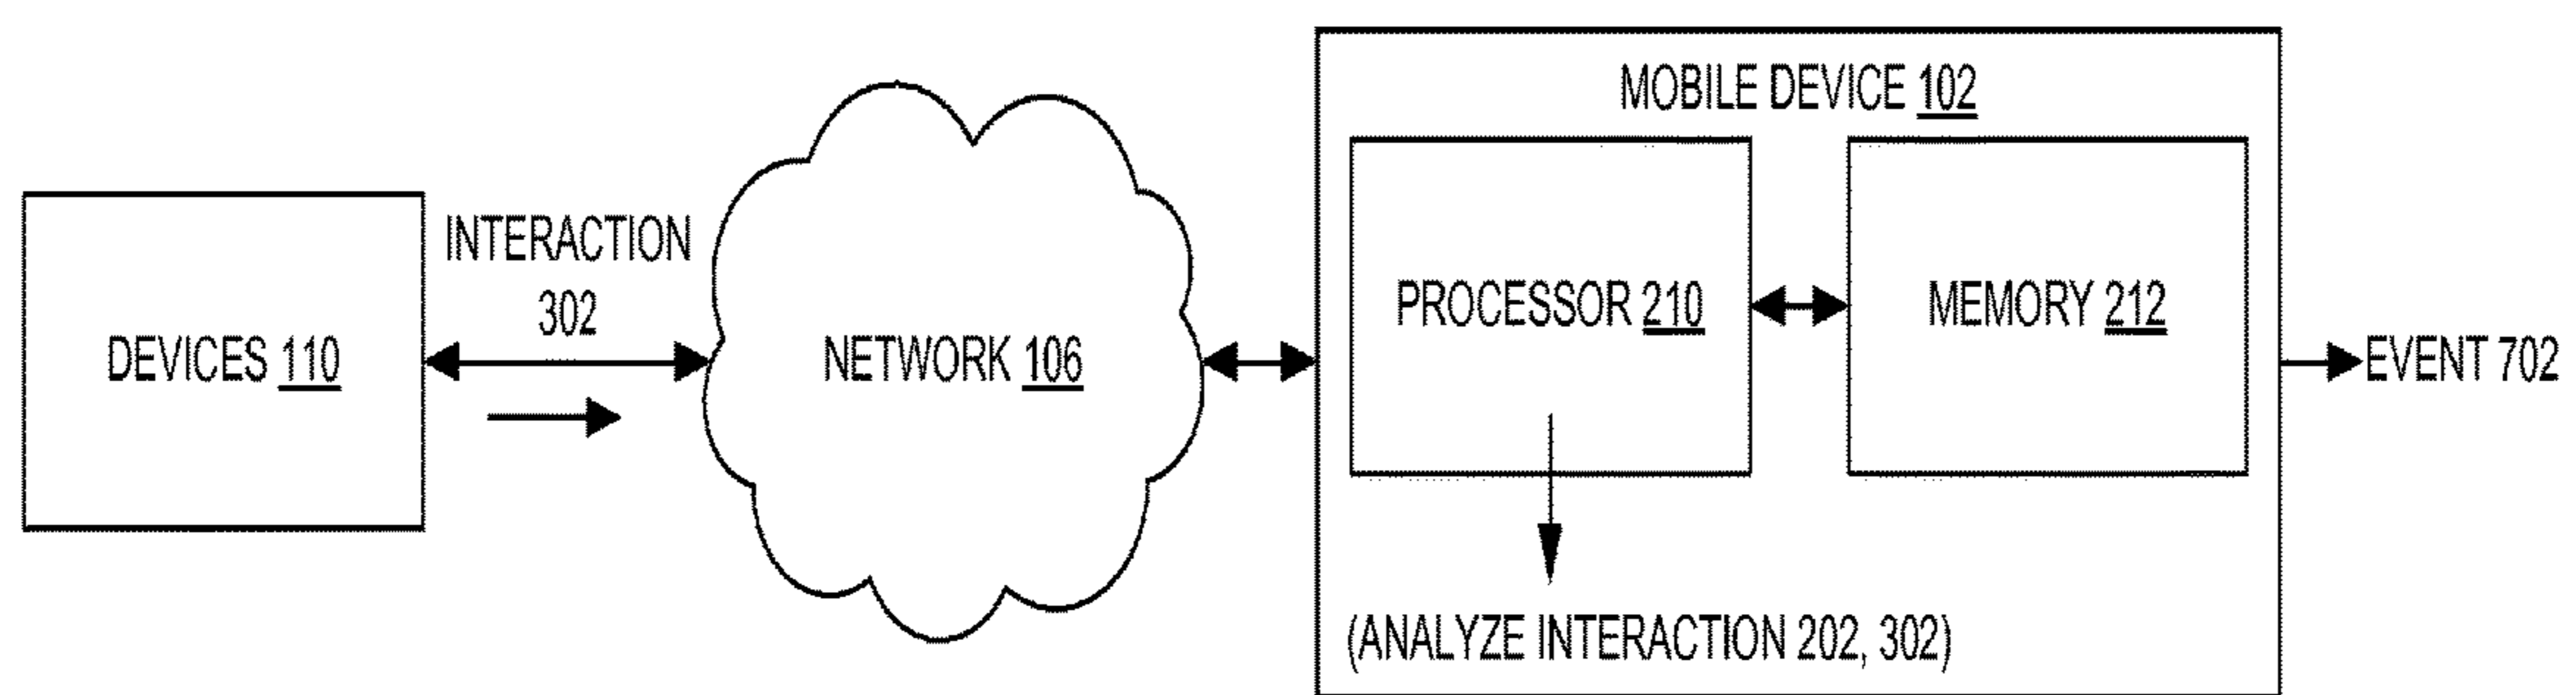 DEVICES 110
INTERACTION
302
NETWORK 106
MOBILE DEVICE 102
PROCESSOR 210
MEMORY 212
(ANALYZE INTERACTION 202, 302)
EVENT 702